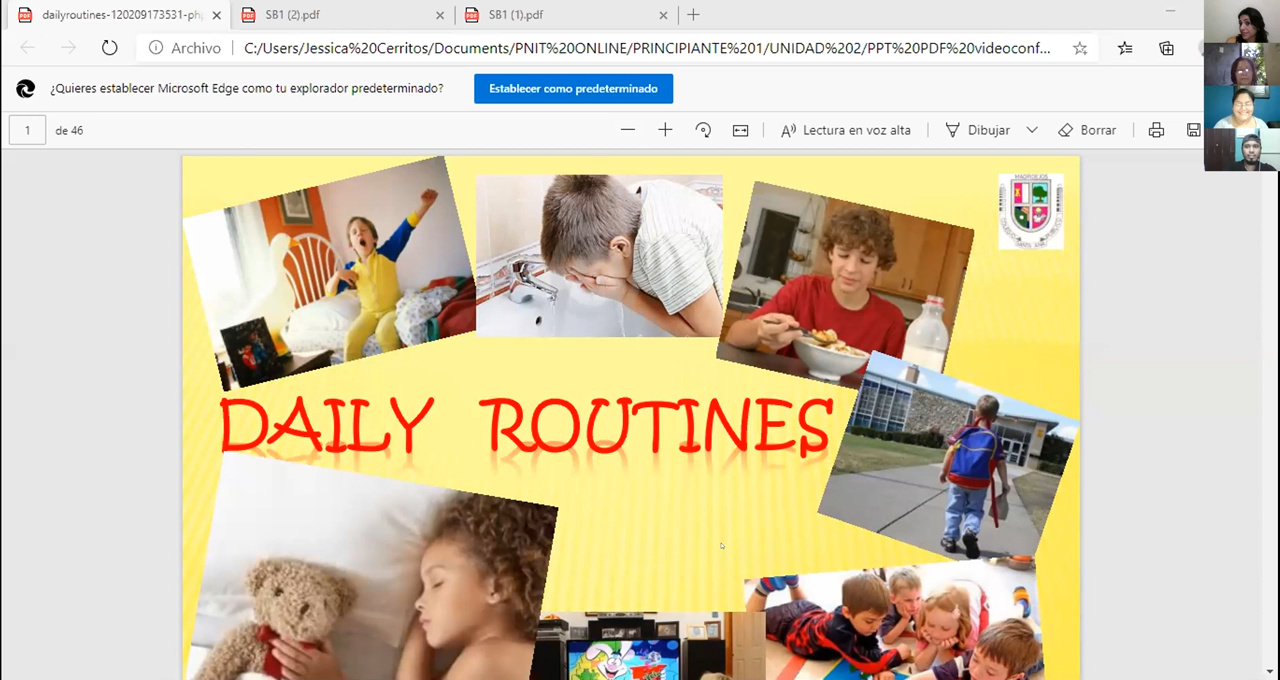 dailyroutines-120209173531-php
SB1 (2).pdf
SB1 (1).pdf
Archivo
C:/Users/Jessica%20Cerritos/Documents/PNIT%20ONLINE/PRINCIPIANTE%201/UNIDAD%202/PPT%20PDF%20videoconf...
¿Quieres establecer Microsoft Edge como tu explorador predeterminado?
Establecer como predeterminado
1 de 46
Lectura en voz alta
Dibujar
Borrar
MADRIDEJOS
DAILY ROUTINES